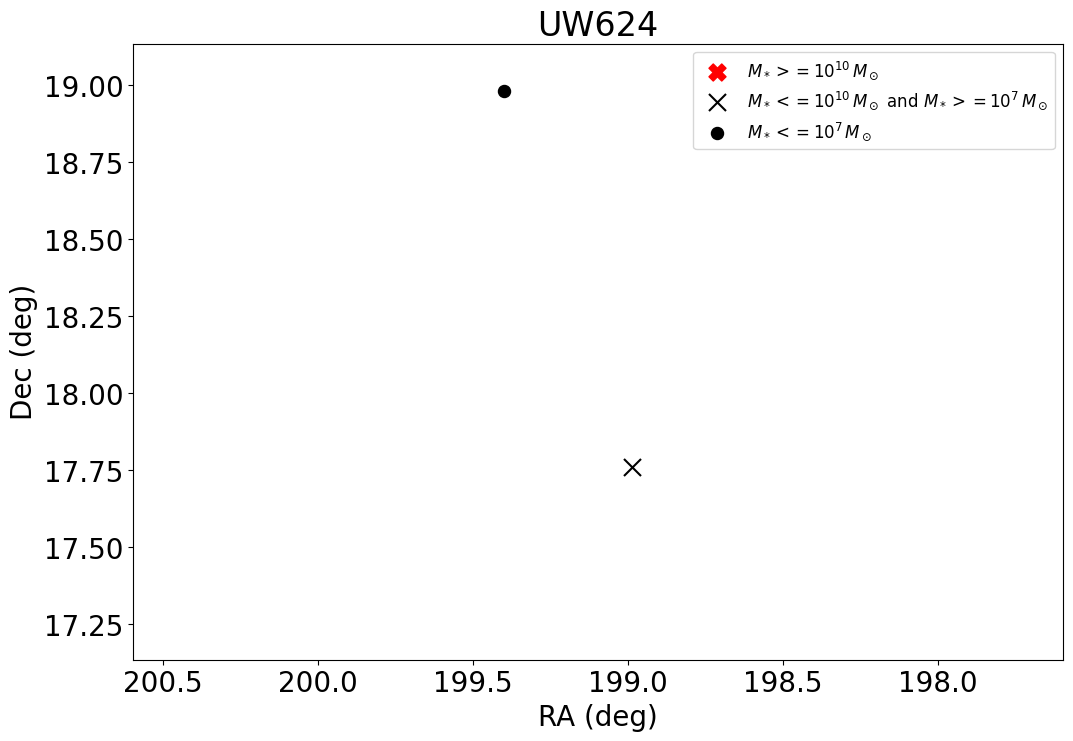 UW624
M* >= 10^10 M⊙
M* <= 10^10 M⊙ and M* >= 10^7 M⊙
M* <= 10^7 M⊙
19.00
18.75
18.50
18.25
18.00
17.75
17.50
17.25
Dec (deg)
200.5 200.0 199.5 199.0 198.5 198.0
RA (deg)